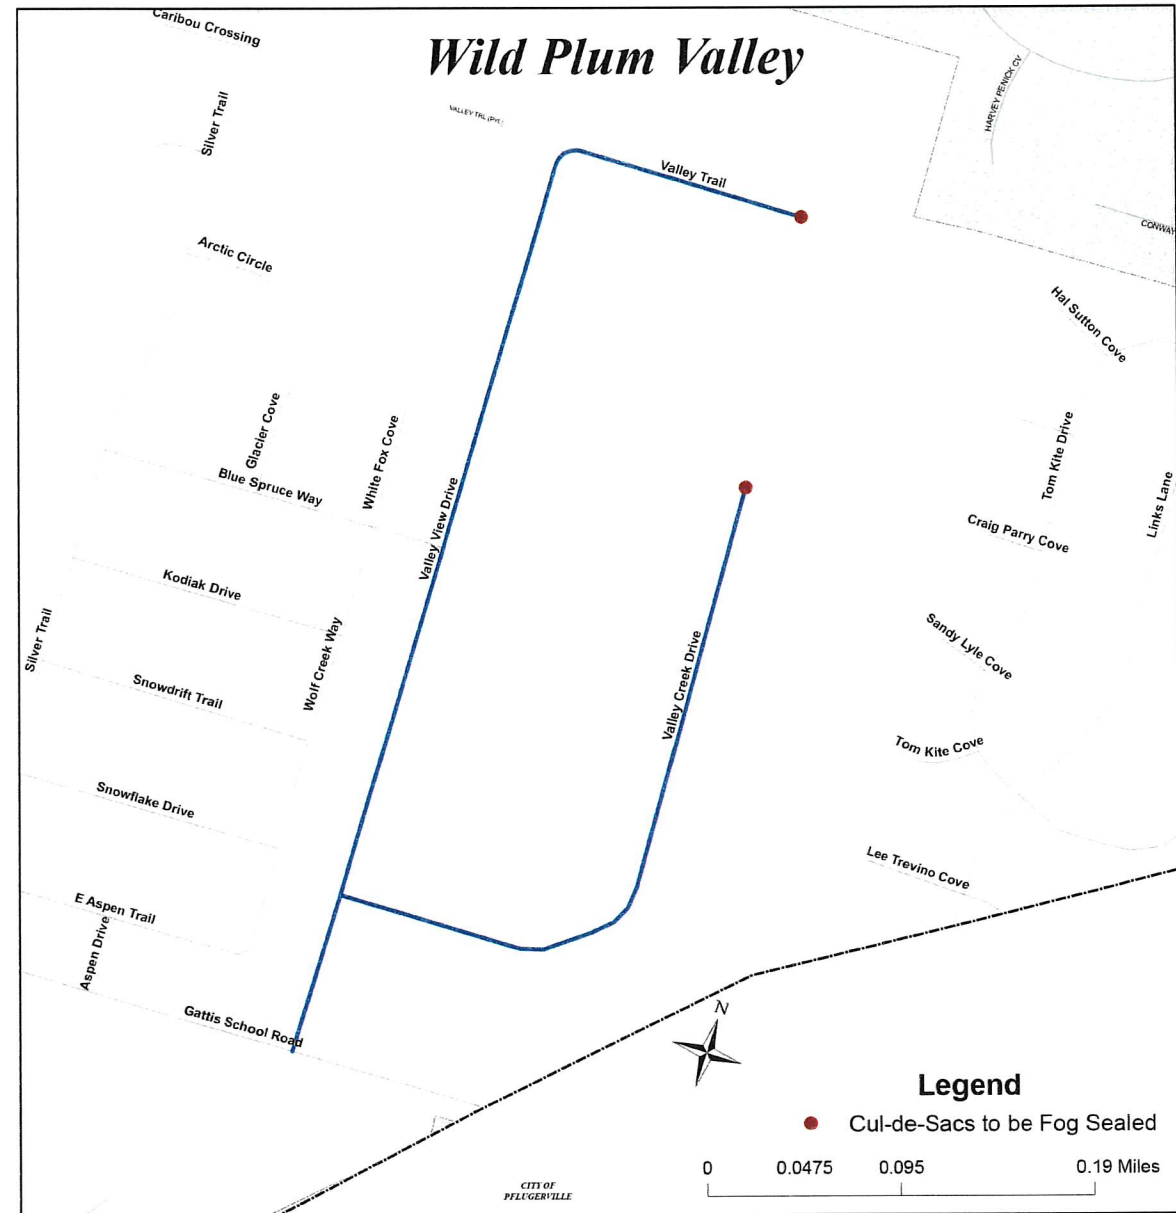 Caribou Crossing
Wild Plum Valley
HARVEY PENICK CV
Silver Trail
VALLEY TRL (PVL)
Valley Trail
CONWAY
Arctic Circle
Hal Sutton Cove
Glacier Cove
White Fox Cove
Tom Kite Drive
Links Lane
Blue Spruce Way
Valley View Drive
Craig Parry Cove
Kodiak Drive
Silver Trail
Wolf Creek Way
Sandy Lyle Cove
Valley Creek Drive
Snowdrift Trail
Tom Kite Cove
Snowflake Drive
Lee Trevino Cove
E Aspen Trail
Aspen Drive
Gattis School Road
N
Legend
Cul-de-Sacs to be Fog Sealed
0 0.0475 0.095 0.19 Miles
CITY OF
PFLUGERVILLE